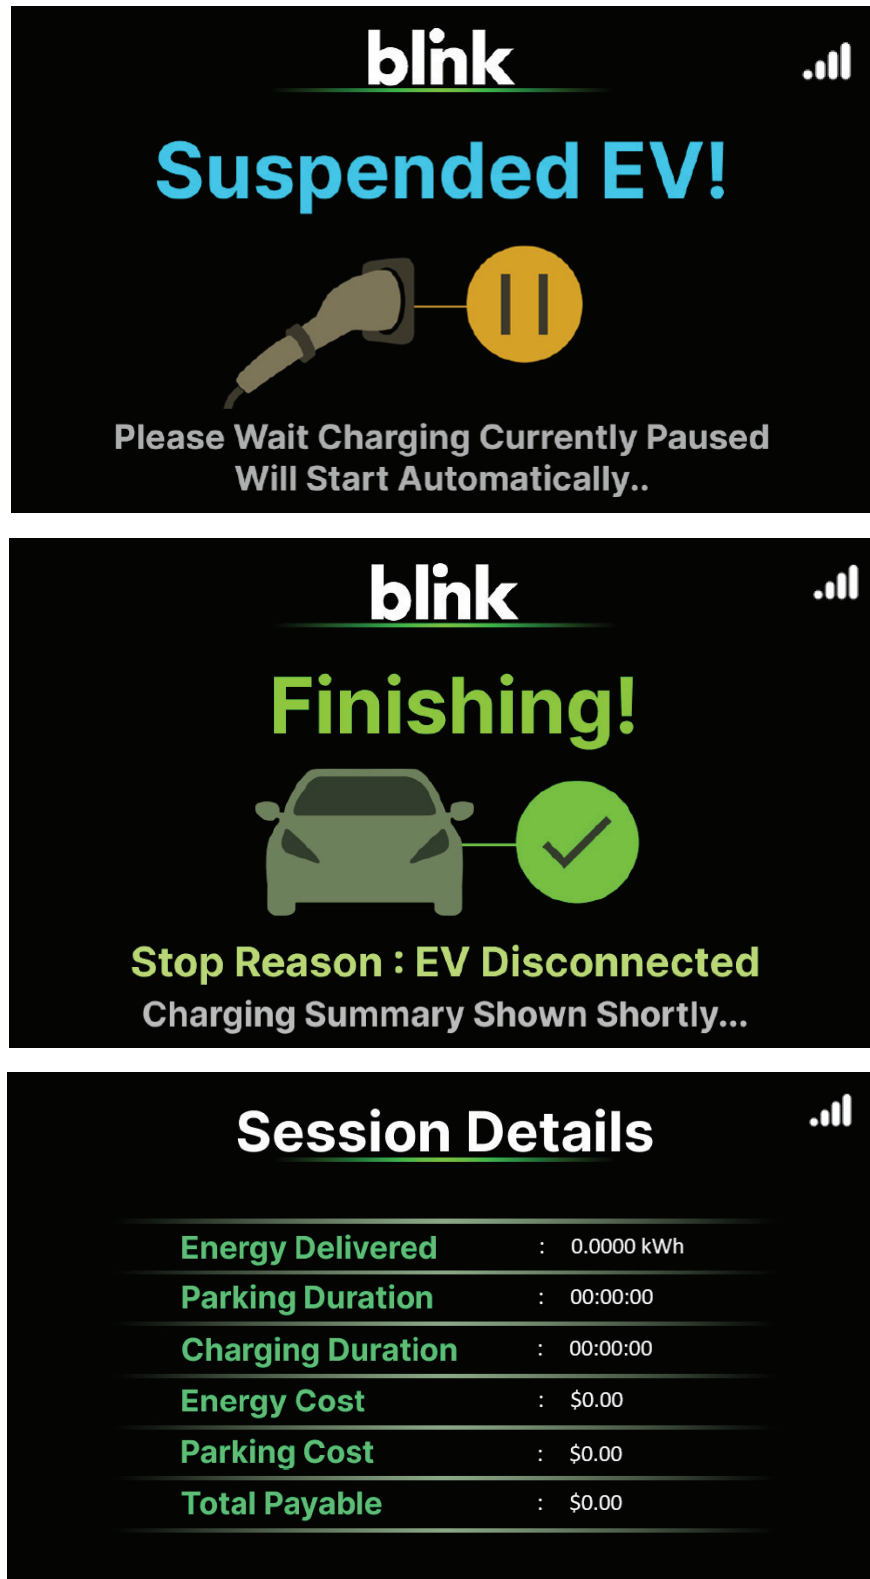 blink
Suspended EV!
Please Wait Charging Currently Paused
Will Start Automatically..
blink
Finishing!
Stop Reason : EV Disconnected
Charging Summary Shown Shortly...
Session Details
Energy Delivered : 0.0000 kWh
Parking Duration : 00:00:00
Charging Duration : 00:00:00
Energy Cost : $0.00
Parking Cost : $0.00
Total Payable : $0.00